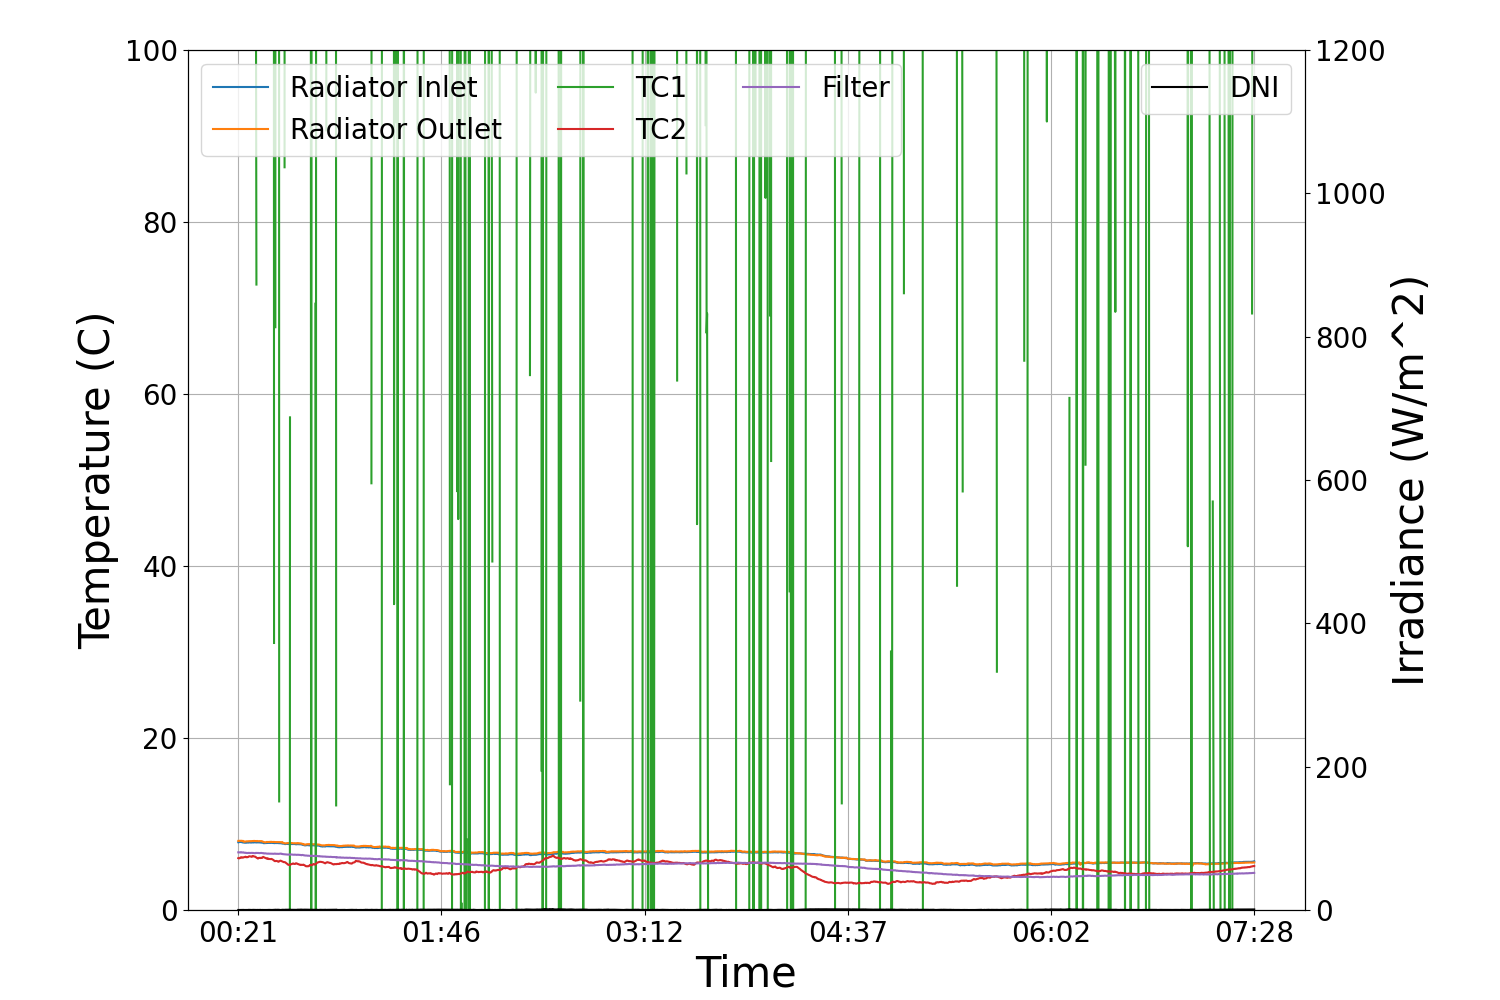 100
80
60
40
20
0
Temperature (C)
Radiator Inlet
Radiator Outlet
TC1
TC2
Filter
DNI
1200
1000
800
600
400
200
0
Irradiance (W/m^2)
00:21 01:46 03:12 04:37 06:02 07:28
Time